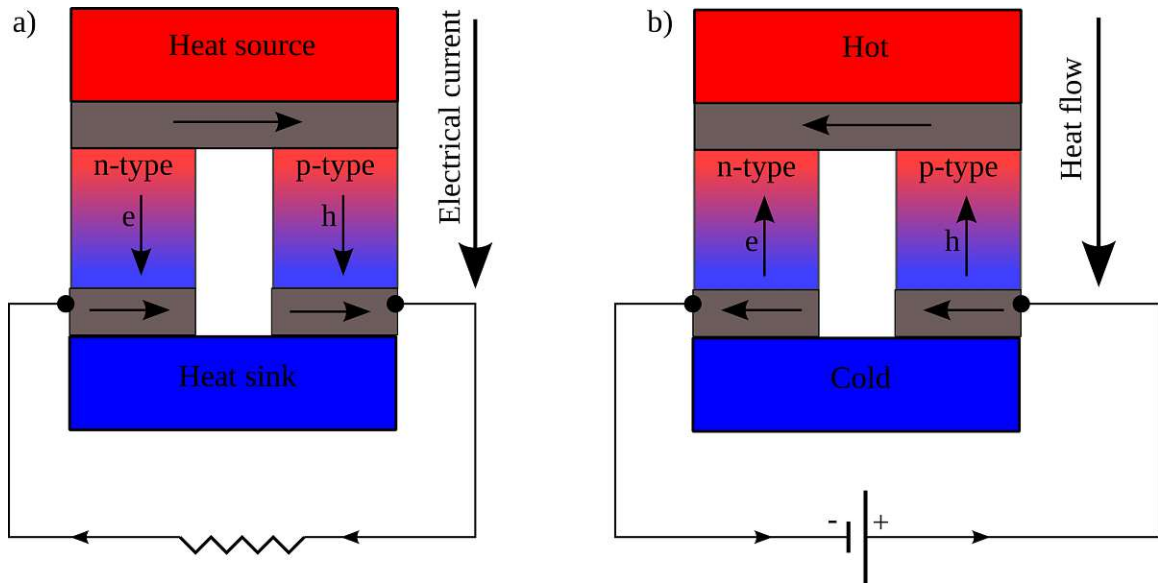 a)
Heat source
n-type
p-type
e
h
Heat sink
Electrical current
b)
Hot
n-type
p-type
e
h
Cold
Heat flow
- +